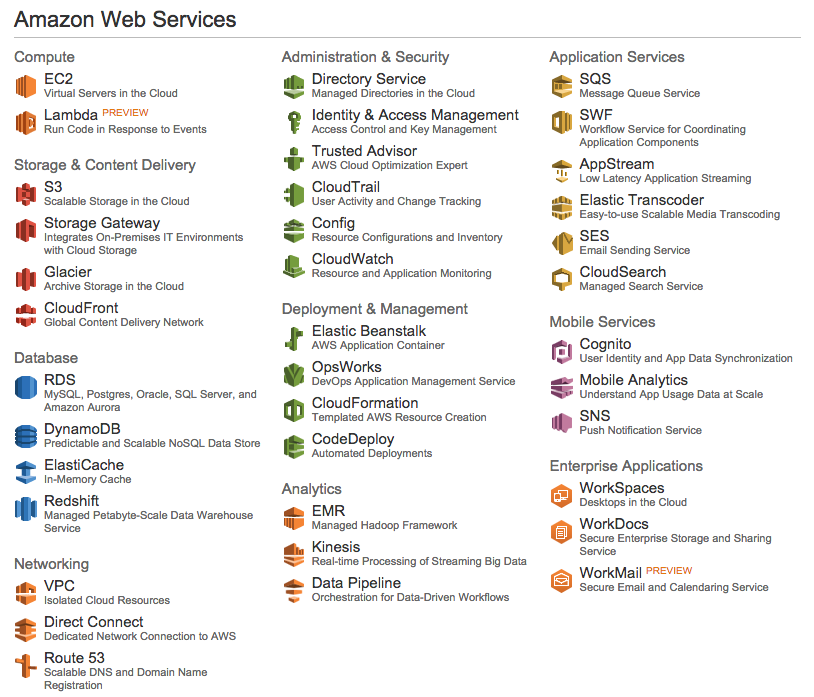 Amazon Web Services
Compute
EC2
Virtual Servers in the Cloud
Lambda PREVIEW
Run Code in Response to Events
Storage & Content Delivery
S3
Scalable Storage in the Cloud
Storage Gateway
Integrates On-Premises IT Environments
with Cloud Storage
Glacier
Archive Storage in the Cloud
CloudFront
Global Content Delivery Network
Database
RDS
MySQL, Postgres, Oracle, SQL Server, and
Amazon Aurora
DynamoDB
Predictable and Scalable NoSQL Data Store
ElastiCache
In-Memory Cache
Redshift
Managed Petabyte-Scale Data Warehouse
Service
Networking
VPC
Isolated Cloud Resources
Direct Connect
Dedicated Network Connection to AWS
Route 53
Scalable DNS and Domain Name
Registration
Administration & Security
Directory Service
Managed Directories in the Cloud
Identity & Access Management
Access Control and Key Management
Trusted Advisor
AWS Cloud Optimization Expert
CloudTrail
User Activity and Change Tracking
Config
Resource Configurations and Inventory
CloudWatch
Resource and Application Monitoring
Deployment & Management
Elastic Beanstalk
AWS Application Container
OpsWorks
DevOps Application Management Service
CloudFormation
Templated AWS Resource Creation
CodeDeploy
Automated Deployments
Analytics
EMR
Managed Hadoop Framework
Kinesis
Real-time Processing of Streaming Big Data
Data Pipeline
Orchestration for Data-Driven Workflows
Application Services
SQS
Message Queue Service
SWF
Workflow Service for Coordinating
Application Components
AppStream
Low Latency Application Streaming
Elastic Transcoder
Easy-to-use Scalable Media Transcoding
SES
Email Sending Service
CloudSearch
Managed Search Service
Mobile Services
Cognito
User Identity and App Data Synchronization
Mobile Analytics
Understand App Usage Data at Scale
SNS
Push Notification Service
Enterprise Applications
WorkSpaces
Desktops in the Cloud
WorkDocs
Secure Enterprise Storage and Sharing
Service
WorkMail PREVIEW
Secure Email and Calendaring Service